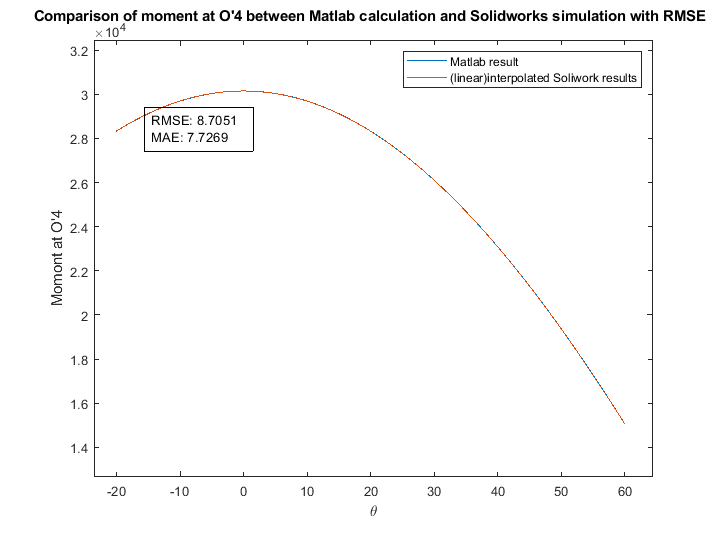 Comparison of moment at O'4 between Matlab calculation and Solidworks simulation with RMSE
×10⁴
3.2
3
2.8
2.6
2.4
2.2
2
1.8
1.6
1.4
Momont at O'4
Matlab result
(linear)interpolated Soliwork results
RMSE: 8.7051
MAE: 7.7269
-20 -10 0 10 20 30 40 50 60
θ